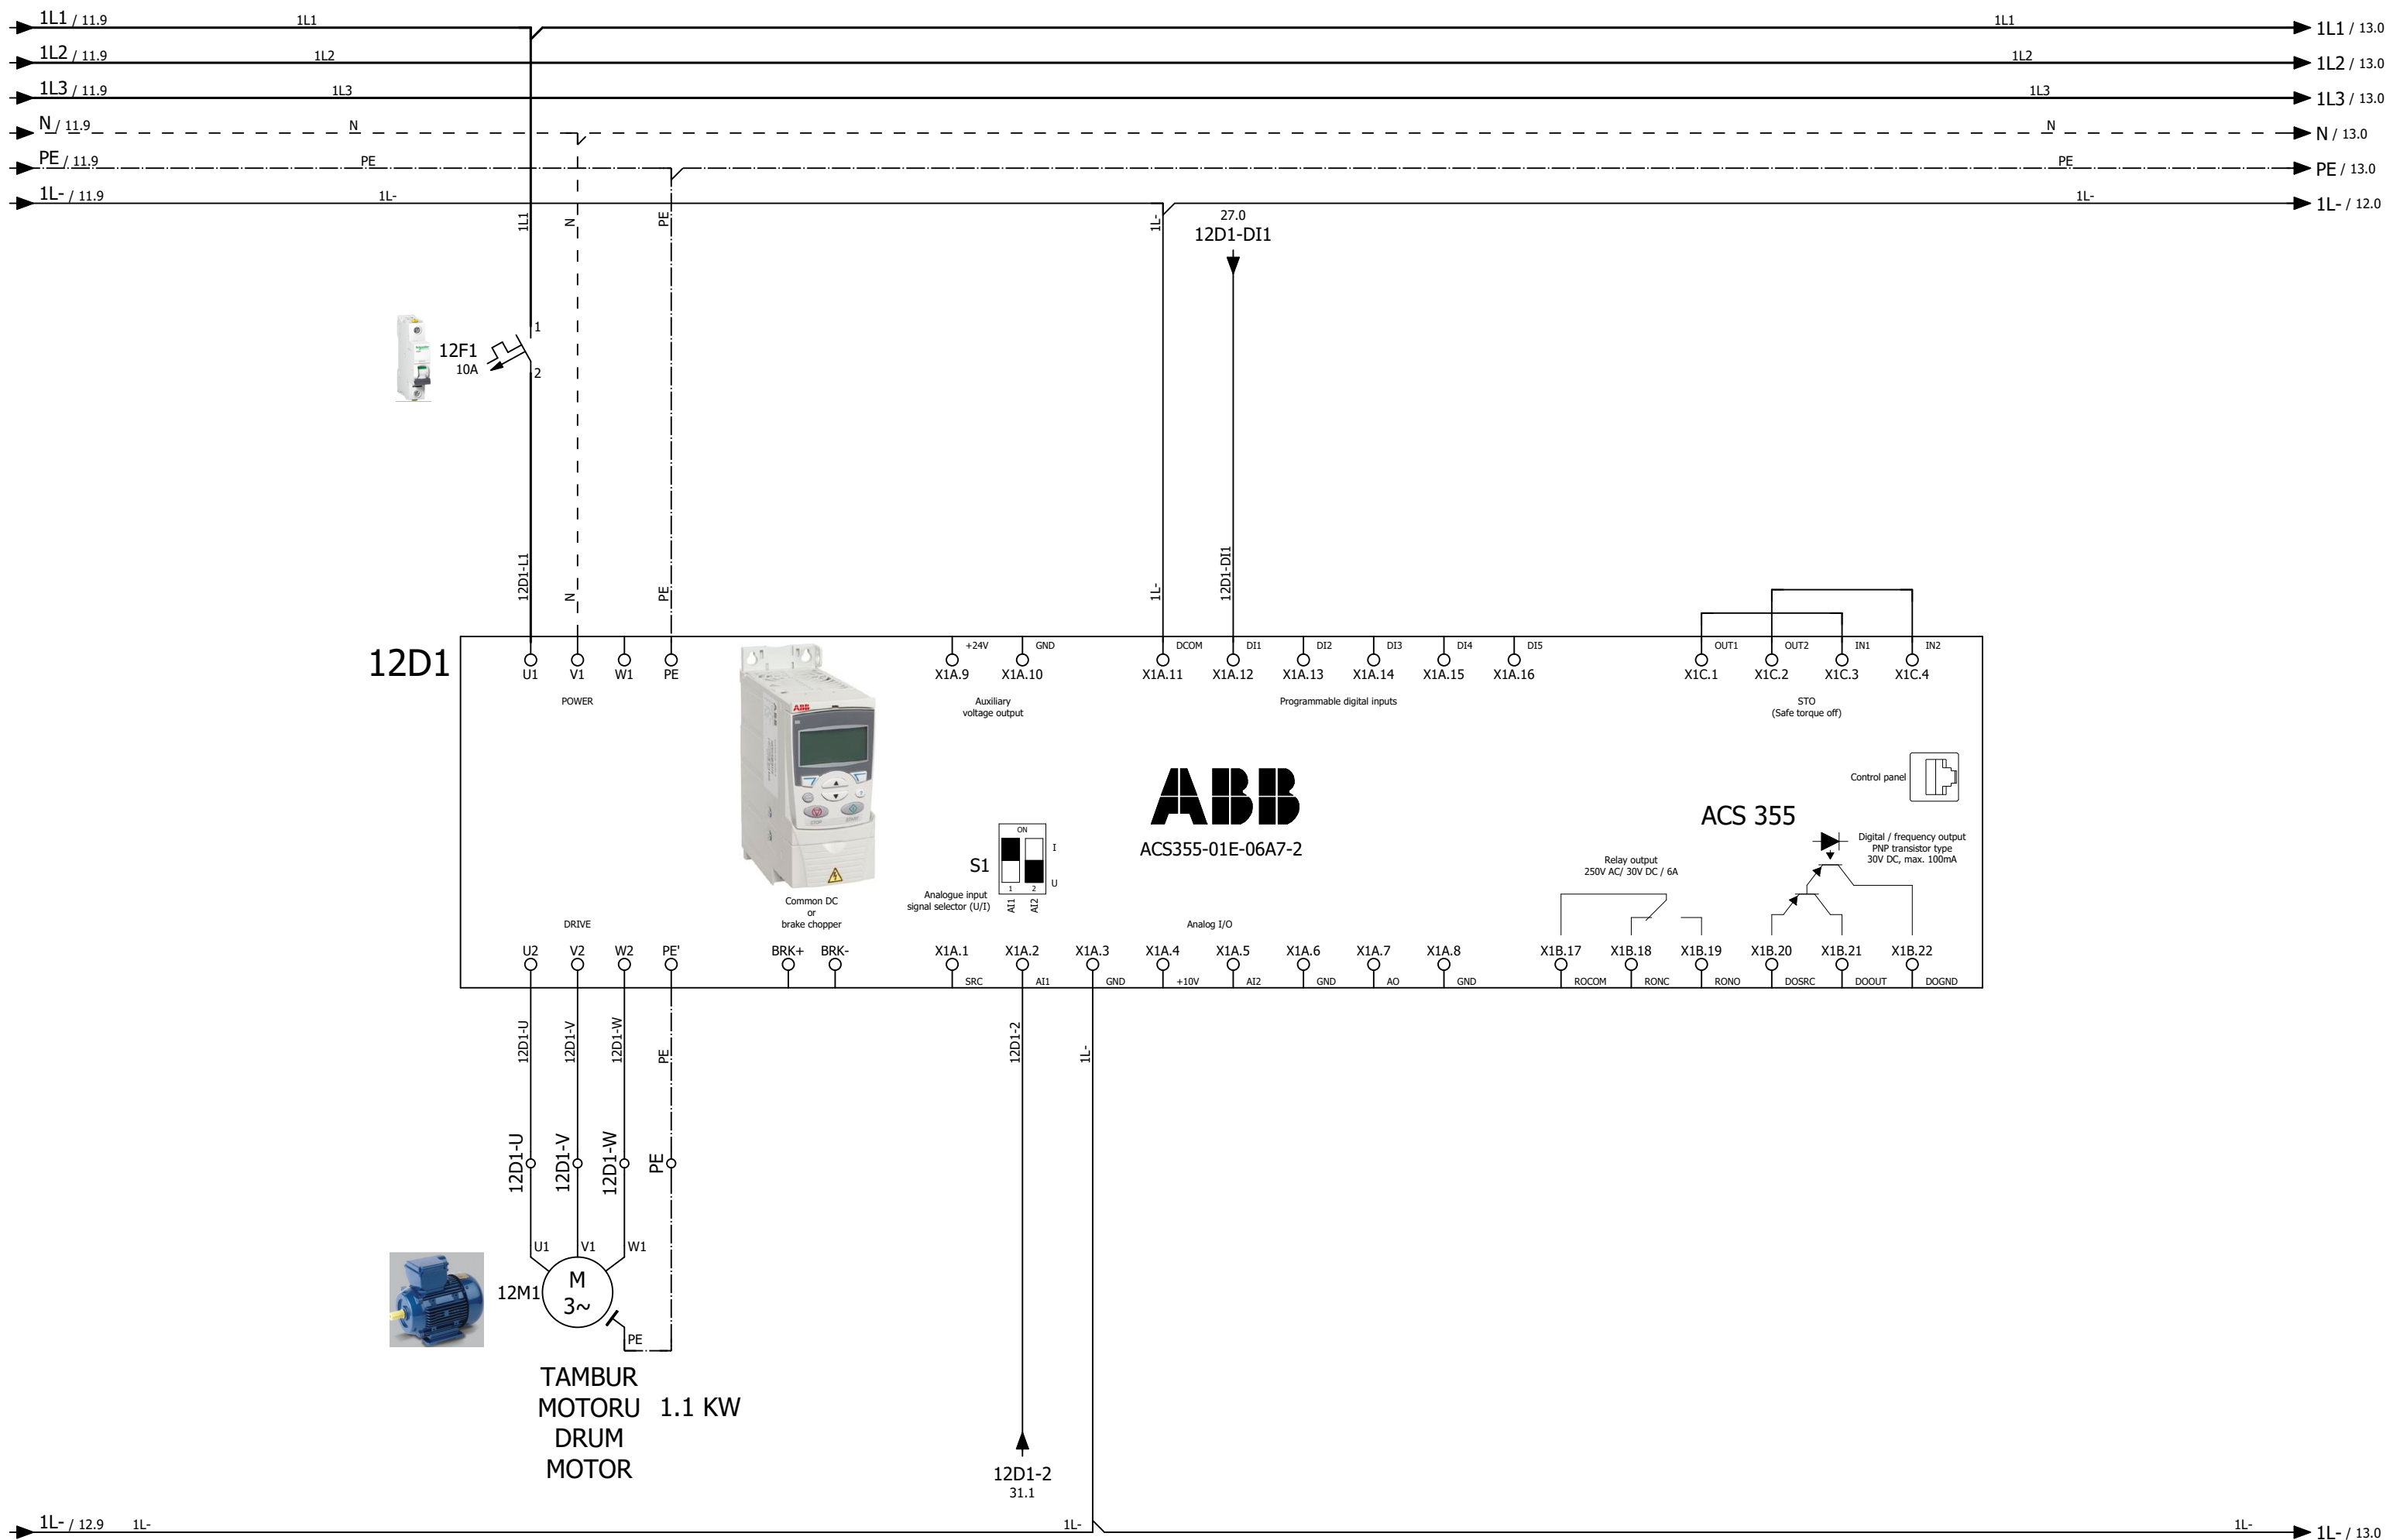 1L1 / 11.9 1L1 1L1 1L1 / 13.0
1L2 / 11.9 1L2 1L2 1L2 / 13.0
1L3 / 11.9 1L3 1L3 1L3 / 13.0
N / 11.9 N N N / 13.0
PE / 11.9 PE PE PE / 13.0
1L- / 11.9 1L- 1L- 1L- / 12.0
1L1 N PE 1L-
27.0
12D1-DI1
1
12F1
10A
2
12D1-L1 N PE 1L- 12D1-DI1
12D1
+24V GND DCOM DI1 DI2 DI3 DI4 DI5 OUT1 OUT2 IN1 IN2
U1 V1 W1 PE X1A.9 X1A.10 X1A.11 X1A.12 X1A.13 X1A.14 X1A.15 X1A.16 X1C.1 X1C.2 X1C.3 X1C.4
POWER
Auxiliary
voltage output
Programmable digital inputs
STO
(Safe torque off)
ABB
Control panel
ABB
ACS355-01E-06A7-2
ACS 355
Digital / frequency output
PNP transistor type
30V DC, max. 100mA
Relay output
250V AC/ 30V DC / 6A
ON
I
S1
U
1 2
AI1 AI2
Analogue input
signal selector (U/I)
Common DC
or
brake chopper
DRIVE
Analog I/O
U2 V2 W2 PE' BRK+ BRK- X1A.1 X1A.2 X1A.3 X1A.4 X1A.5 X1A.6 X1A.7 X1A.8 X1B.17 X1B.18 X1B.19 X1B.20 X1B.21 X1B.22
SRC AI1 GND +10V AI2 GND AO GND ROCOM RONC RONO DOSRC DOOUT DOGND
12D1-U 12D1-V 12D1-W PE 12D1-2 1L-
12D1-U 12D1-V 12D1-W PE
U1 V1 W1
12M1
M
3~
PE
TAMBUR
MOTORU
DRUM
MOTOR
1.1 KW
12D1-2
31.1
1L- / 12.9 1L- 1L- 1L- 1L- / 13.0